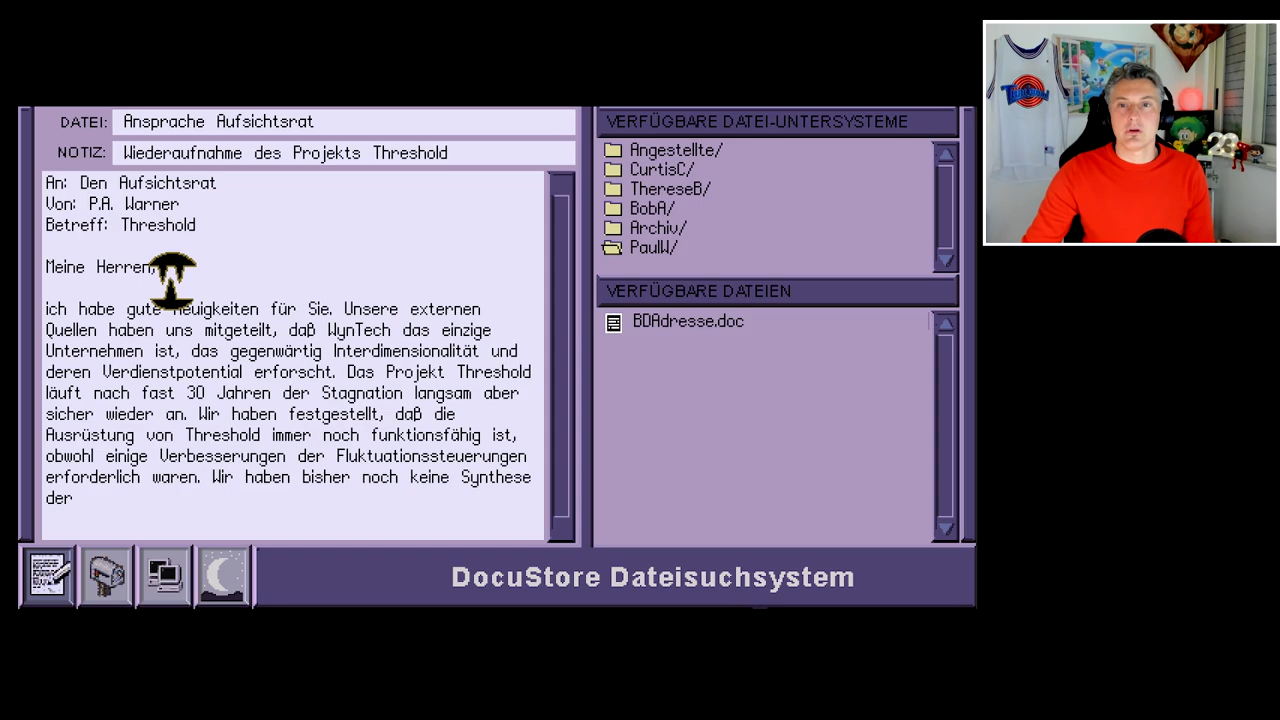 DATEI: Ansprache Aufsichtsrat
NOTIZ: Wiederaufnahme des Projekts Threshold
An: Den Aufsichtsrat
Von: P.A. Warner
Betreff: Threshold
Meine Herren,
ich habe gute Neuigkeiten für Sie. Unsere externen
Quellen haben uns mitgeteilt, daß WynTech das einzige
Unternehmen ist, das gegenwärtig Interdimensionalität und
deren Verdienstpotential erforscht. Das Projekt Threshold
läuft nach fast 30 Jahren der Stagnation langsam aber
sicher wieder an. Wir haben festgestellt, daß die
Ausrüstung von Threshold immer noch funktionsfähig ist,
obwohl einige Verbesserungen der Fluktuationssteuerungen
erforderlich waren. Wir haben bisher noch keine Synthese
der
VERFÜGBARE DATEI-UNTERSYSTEME
Angestellte/
CurtisC/
ThereseB/
BobA/
Archiv/
PaulW/
VERFÜGBARE DATEIEN
BDAdresse.doc
DocuStore Dateisuchsystem
23